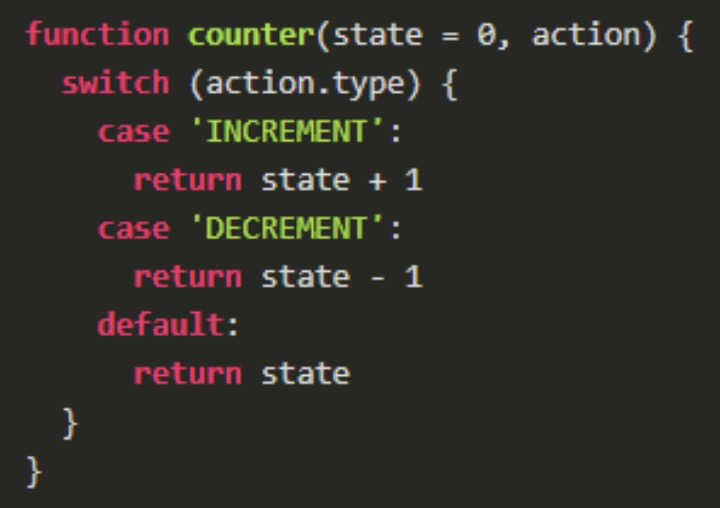 function counter(state = 0, action) {
  switch (action.type) {
    case 'INCREMENT':
      return state + 1
    case 'DECREMENT':
      return state - 1
    default:
      return state
  }
}